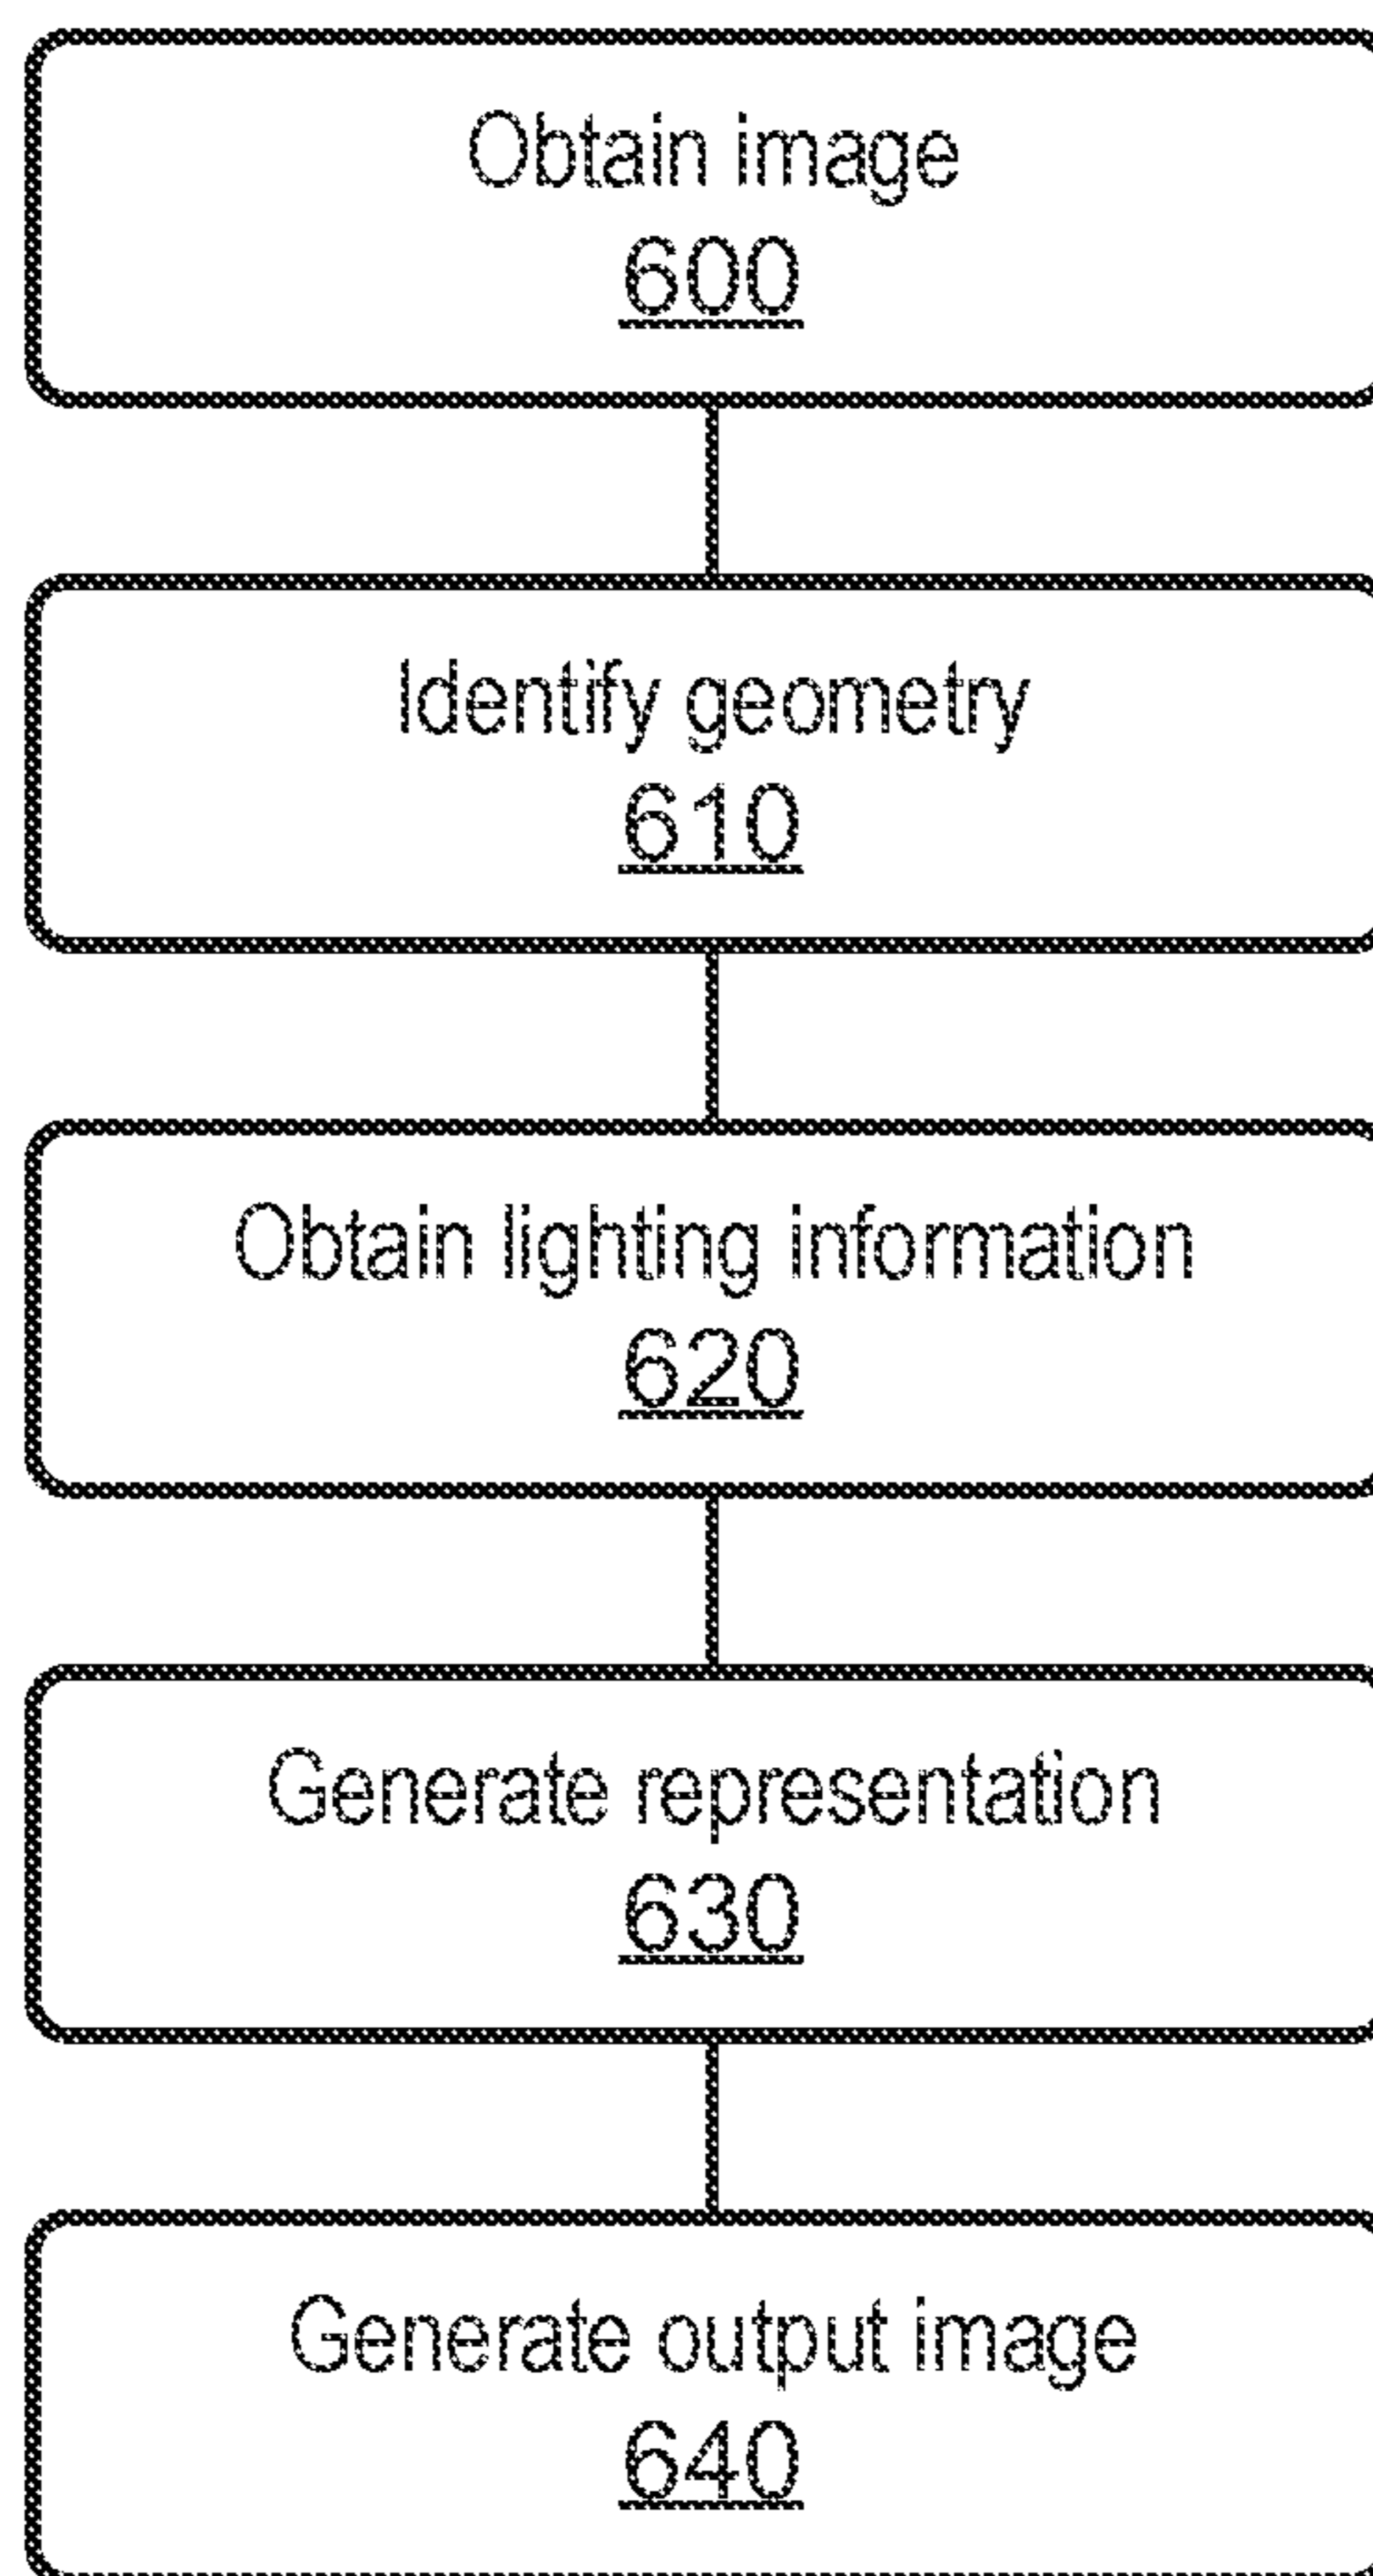 Obtain image
600
Identify geometry
610
Obtain lighting information
620
Generate representation
630
Generate output image
640